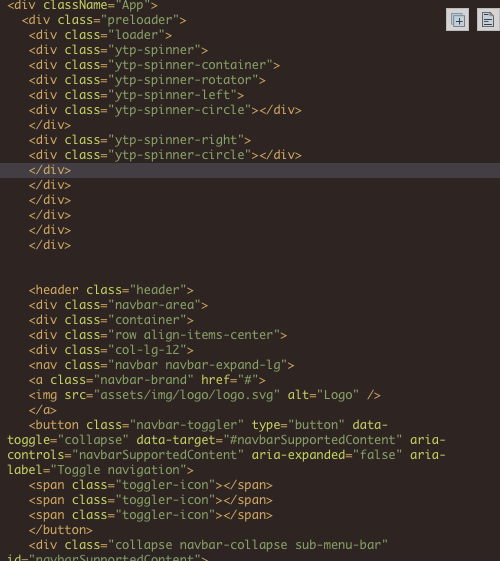 <div className="App">
<div class="preloader">
<div class="loader">
<div class="ytp-spinner">
<div class="ytp-spinner-container">
<div class="ytp-spinner-rotator">
<div class="ytp-spinner-left">
<div class="ytp-spinner-circle"></div>
</div>
<div class="ytp-spinner-right">
<div class="ytp-spinner-circle"></div>
</div>
</div>
</div>
</div>
</div>
</div>
<header class="header">
<div class="navbar-area">
<div class="container">
<div class="row align-items-center">
<div class="col-lg-12">
<nav class="navbar navbar-expand-lg">
<a class="navbar-brand" href="#">
<img src="assets/img/logo/logo.svg" alt="Logo" />
</a>
<button class="navbar-toggler" type="button" data-
toggle="collapse" data-target="#navbarSupportedContent" aria-
controls="navbarSupportedContent" aria-expanded="false" aria-
label="Toggle navigation">
<span class="toggler-icon"></span>
<span class="toggler-icon"></span>
<span class="toggler-icon"></span>
</button>
<div class="collapse navbar-collapse sub-menu-bar"
id="navbarSupportedContent">